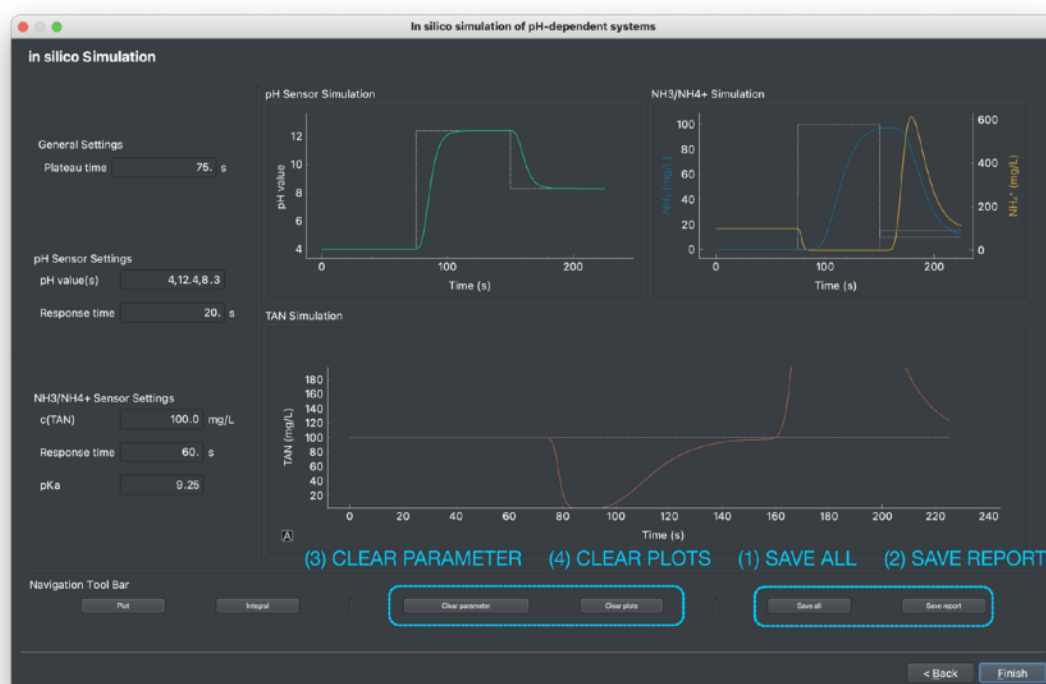 In silico simulation of pH-dependent systems
in silico Simulation
General Settings
Plateau time 75. s
pH Sensor Settings
pH value(s) 4,12.4,8.3
Response time 20. s
NH3/NH4+ Sensor Settings
c(TAN) 100.0 mg/L
Response time 60. s
pKa 9.25
pH Sensor Simulation
12
10
8
6
4
pH value
0 100 200
Time (s)
NH3/NH4+ Simulation
100
80
60
40
20
0
NH₃ (mg/L)
600
400
200
0
NH₄⁺ (mg/L)
0 100 200
Time (s)
TAN Simulation
180
160
140
120
100
80
60
40
20
TAN (mg/L)
0 20 40 60 80 100 120 140 160 180 200 220 240
Time (s)
A
(3) CLEAR PARAMETER (4) CLEAR PLOTS (1) SAVE ALL (2) SAVE REPORT
Navigation Tool Bar
Plot Integral Clear parameter Clear plots Save all Save report
< Back Finish